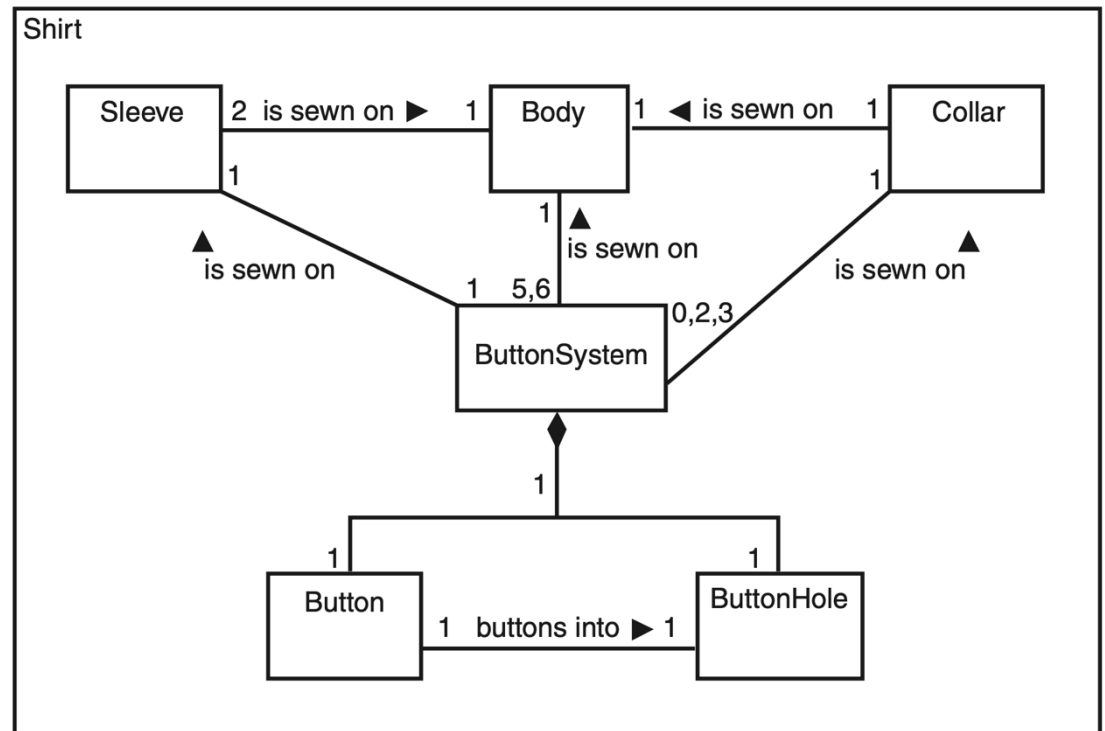 Shirt
Sleeve
2 is sewn on ▶ 1
Body
1 ◀ is sewn on 1
Collar
1
1
1
▲
is sewn on
▲
is sewn on
▲
is sewn on
1
5,6
0,2,3
ButtonSystem
1
1
1
Button
ButtonHole
1 buttons into ▶ 1